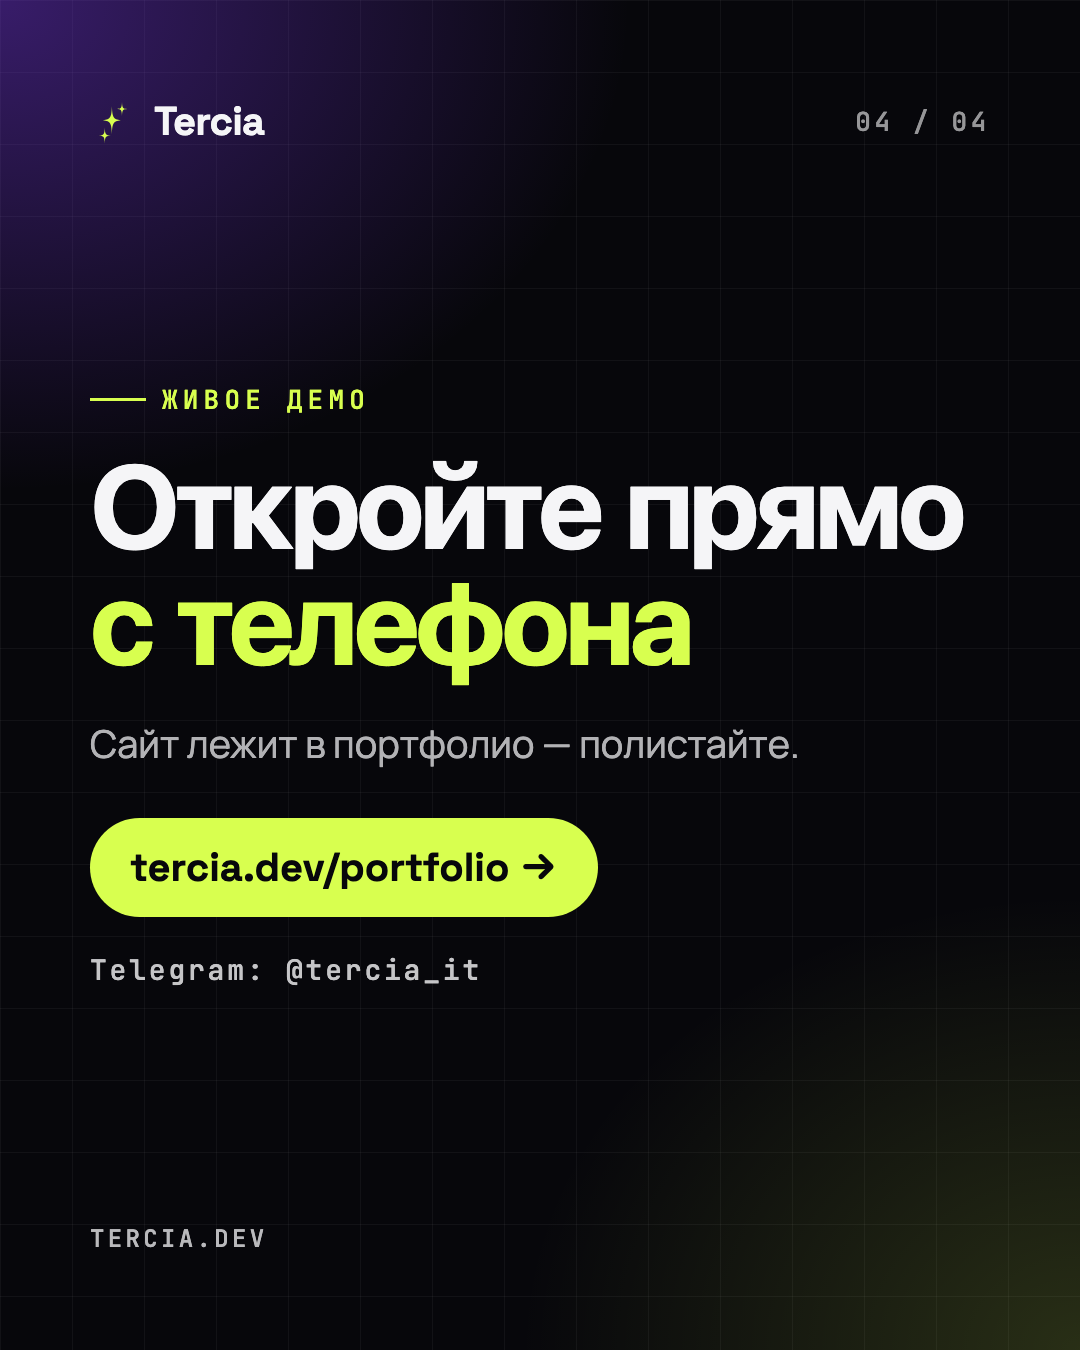 Tercia
04 / 04
ЖИВОЕ ДЕМО
Откройте прямо
с телефона
Сайт лежит в портфолио — полистайте.
tercia.dev/portfolio →
Telegram: @tercia_it
TERCIA.DEV